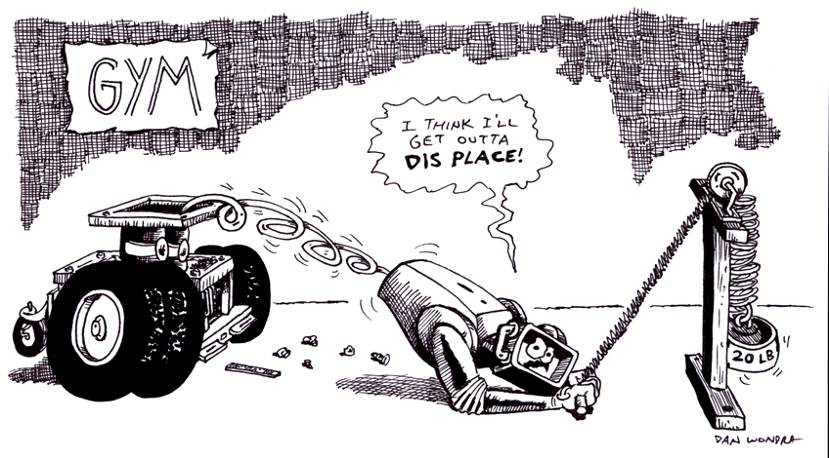 GYM
I THINK I'LL
GET OUTTA
DIS PLACE!
20 LB
DAN WONDRA